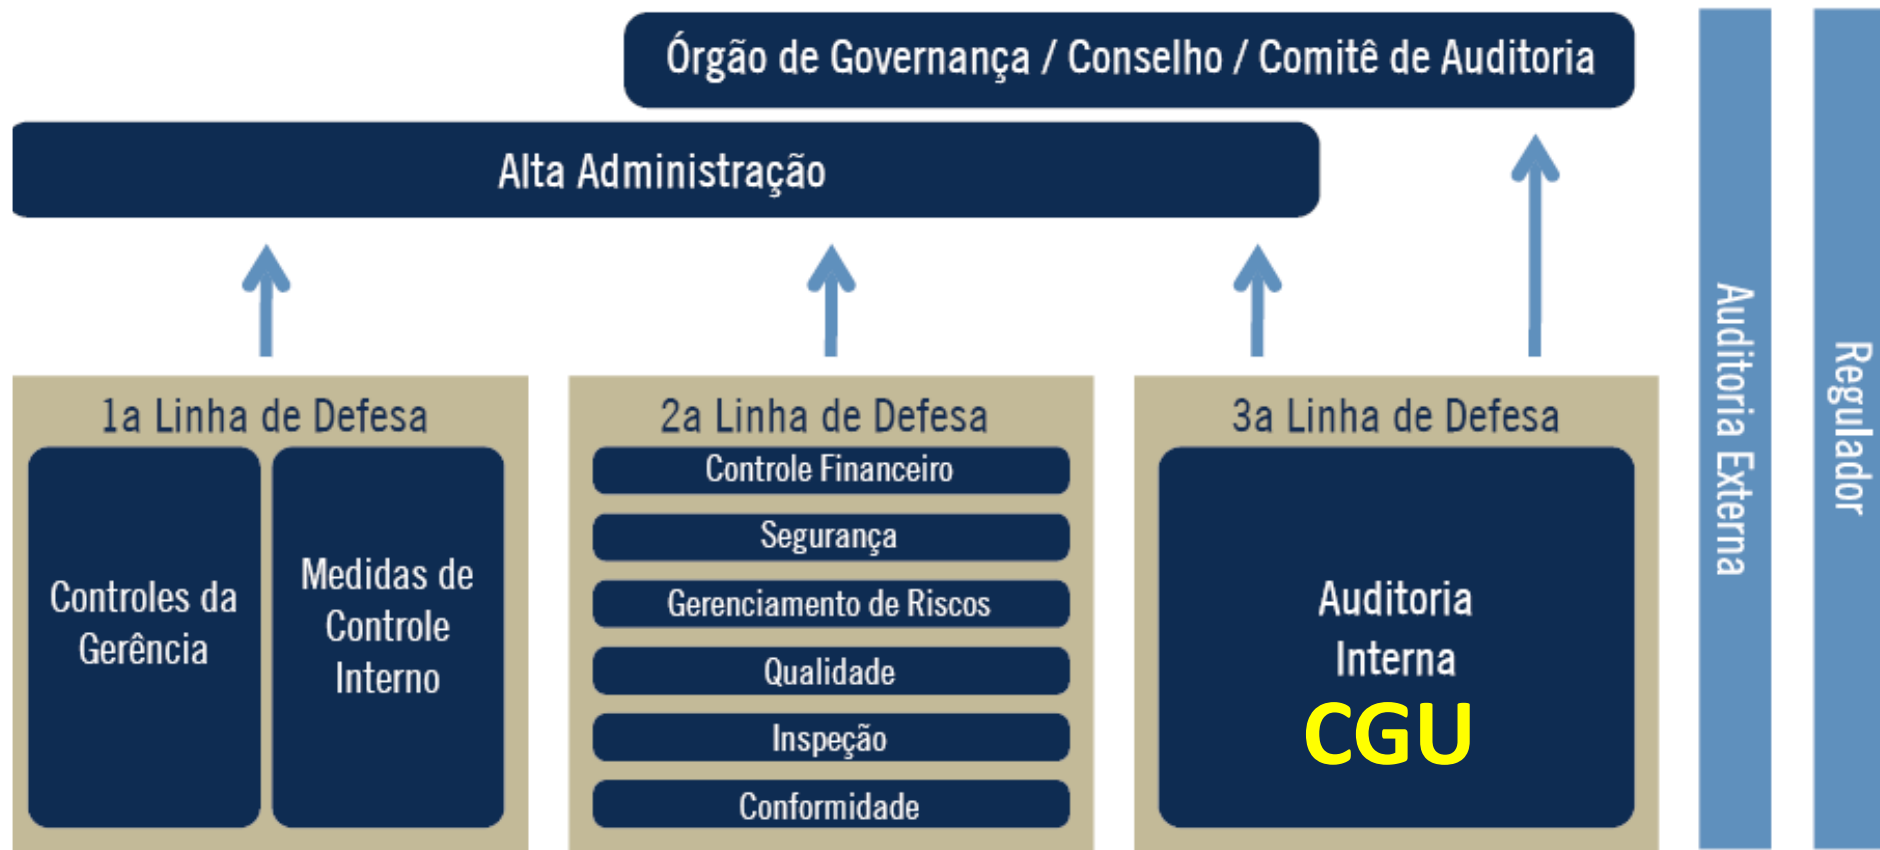 Órgão de Governança / Conselho / Comitê de Auditoria
Alta Administração
1a Linha de Defesa
Controles da
Gerência
Medidas de
Controle
Interno
2a Linha de Defesa
Controle Financeiro
Segurança
Gerenciamento de Riscos
Qualidade
Inspeção
Conformidade
3a Linha de Defesa
Auditoria
Interna
CGU
Auditoria Externa
Regulador